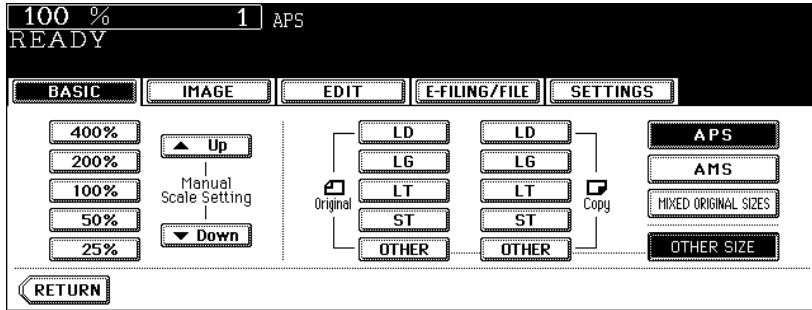 100 % 1 APS
READY
BASIC IMAGE EDIT E-FILING/FILE SETTINGS
400%
200%
100%
50%
25%
Up
Manual
Scale Setting
Down
Original
LD
LG
LT
ST
OTHER
LD
LG
LT
ST
OTHER
Copy
APS
AMS
MIXED ORIGINAL SIZES
OTHER SIZE
RETURN